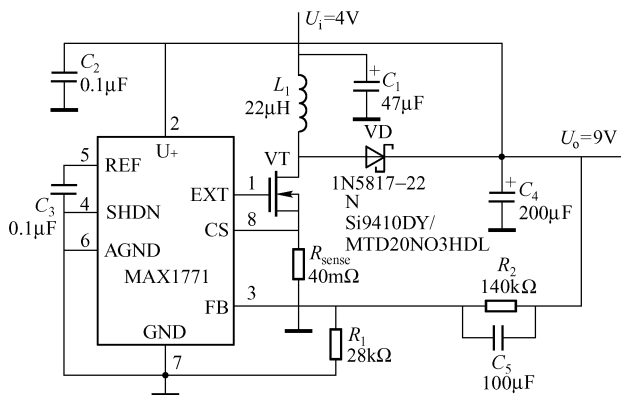 Ui=4V
C2
0.1μF
L1
22μH
C1
47μF
2
U+
VD
Uo=9V
5
REF
VT
EXT
1
1N5817−22
N
Si9410DY/
MTD20NO3HDL
C4
200μF
C3
0.1μF
4
SHDN
CS
8
6
AGND
MAX1771
Rsense
40mΩ
R2
140kΩ
FB
3
GND
7
R1
28kΩ
C5
100μF